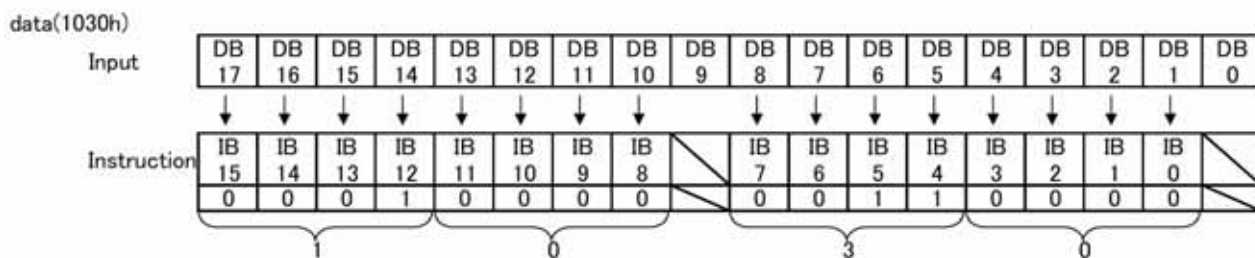 data(1030h)
Input DB 17 DB 16 DB 15 DB 14 DB 13 DB 12 DB 11 DB 10 DB 9 DB 8 DB 7 DB 6 DB 5 DB 4 DB 3 DB 2 DB 1 DB 0
Instruction IB 15 IB 14 IB 13 IB 12 IB 11 IB 10 IB 9 IB 8 IB 7 IB 6 IB 5 IB 4 IB 3 IB 2 IB 1 IB 0
0 0 0 1 0 0 0 0 0 0 1 1 0 0 0 0
1 0 3 0